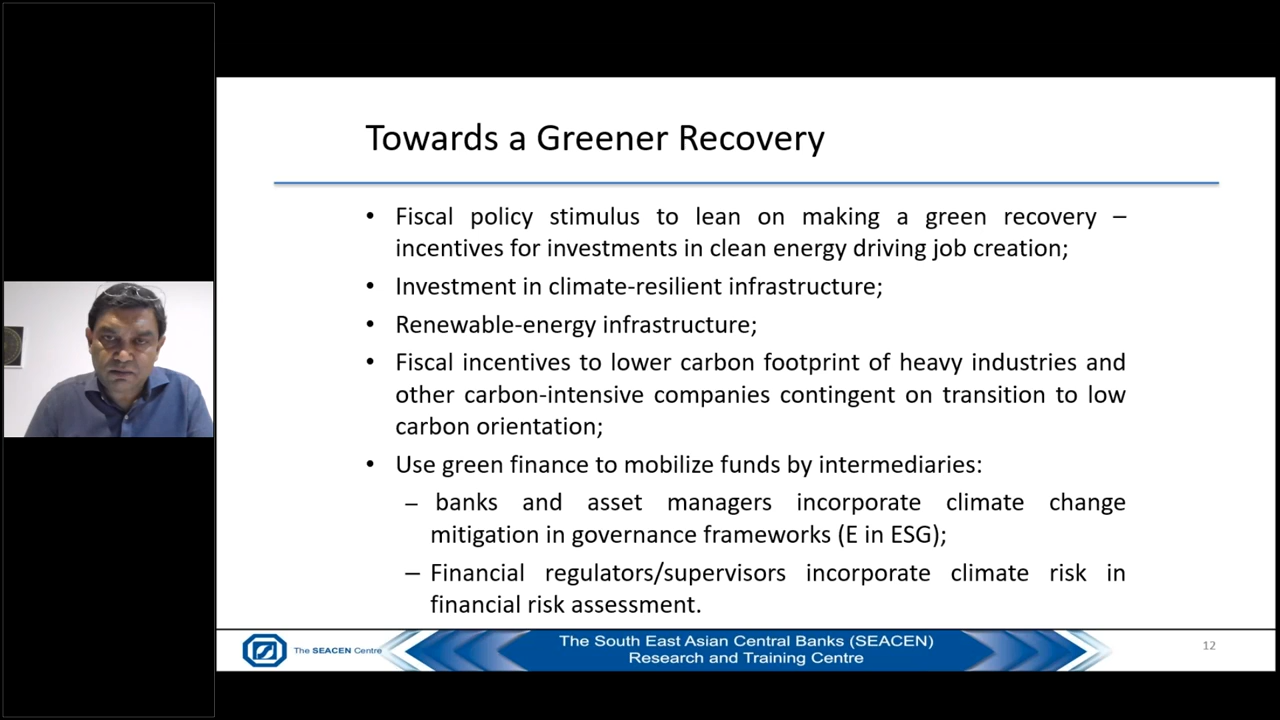 Towards a Greener Recovery
• Fiscal policy stimulus to lean on making a green recovery –
incentives for investments in clean energy driving job creation;
• Investment in climate-resilient infrastructure;
• Renewable-energy infrastructure;
• Fiscal incentives to lower carbon footprint of heavy industries and
other carbon-intensive companies contingent on transition to low
carbon orientation;
• Use green finance to mobilize funds by intermediaries:
– banks and asset managers incorporate climate change
mitigation in governance frameworks (E in ESG);
– Financial regulators/supervisors incorporate climate risk in
financial risk assessment.
The SEACEN Centre
The South East Asian Central Banks (SEACEN)
Research and Training Centre
12